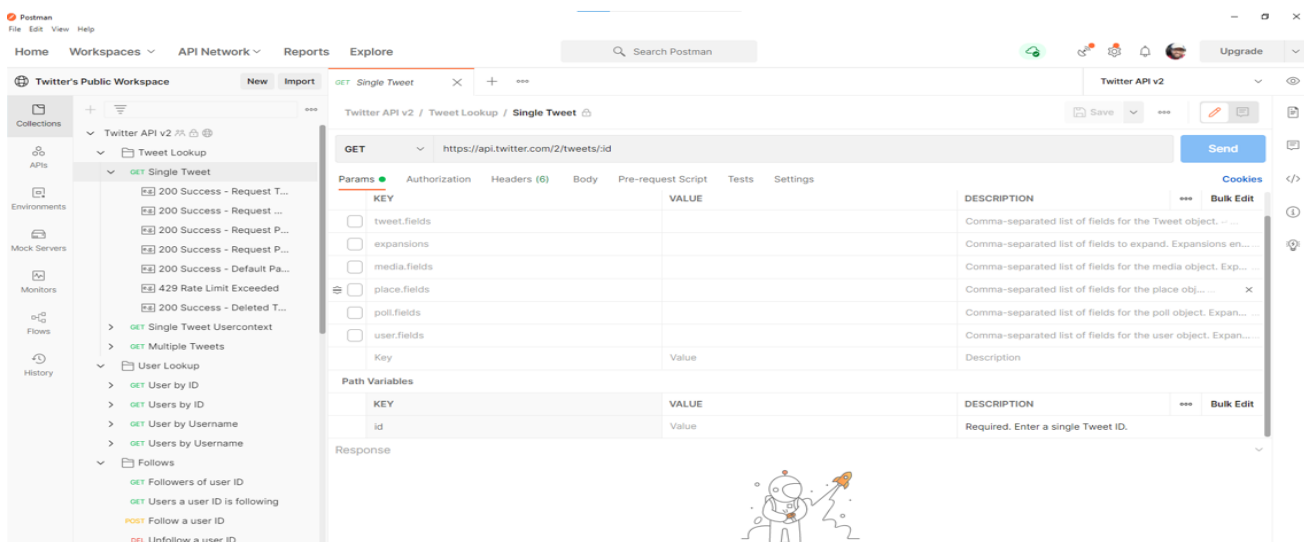 Postman
File Edit View Help
Home Workspaces API Network Reports Explore Search Postman Upgrade
Twitter's Public Workspace New Import GET Single Tweet Twitter API v2
Collections
APIs
Environments
Mock Servers
Monitors
Flows
History
Twitter API v2
Tweet Lookup
GET Single Tweet
e.g. 200 Success - Request T...
e.g. 200 Success - Request ...
e.g. 200 Success - Request P...
e.g. 200 Success - Request P...
e.g. 200 Success - Default Pa...
e.g. 429 Rate Limit Exceeded
e.g. 200 Success - Deleted T...
GET Single Tweet Usercontext
GET Multiple Tweets
User Lookup
GET User by ID
GET Users by ID
GET User by Username
GET Users by Username
Follows
GET Followers of user ID
GET Users a user ID is following
POST Follow a user ID
DEL Unfollow a user ID
Twitter API v2 / Tweet Lookup / Single Tweet Save
GET https://api.twitter.com/2/tweets/:id Send
Params Authorization Headers (6) Body Pre-request Script Tests Settings Cookies
KEY VALUE DESCRIPTION Bulk Edit
tweet.fields Comma-separated list of fields for the Tweet object. ...
expansions Comma-separated list of fields to expand. Expansions en...
media.fields Comma-separated list of fields for the media object. Exp...
place.fields Comma-separated list of fields for the place obj...
poll.fields Comma-separated list of fields for the poll object. Expan...
user.fields Comma-separated list of fields for the user object. Expan...
Key Value Description
Path Variables
KEY VALUE DESCRIPTION Bulk Edit
id Value Required. Enter a single Tweet ID.
Response